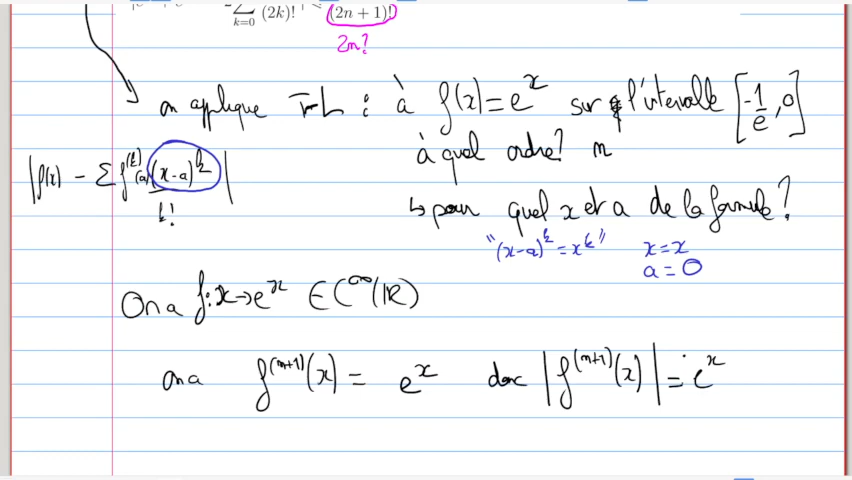 k=0 (2k)! (2n + 1)!
2n?
on applique T-L : à f(x) = e^x sur l'intervalle [-1/e, 0]
à quel ordre? n
|f(x) - Σ f^(k)(a) (x-a)^k / k! |
↳ pour quel x et a de la formule?
"(x-a)^k = x^k" x = x
a = 0
On a f: x → e^x ∈ C^∞(ℝ)
on a f^(n+1)(x) = e^x donc |f^(n+1)(x)| = e^x